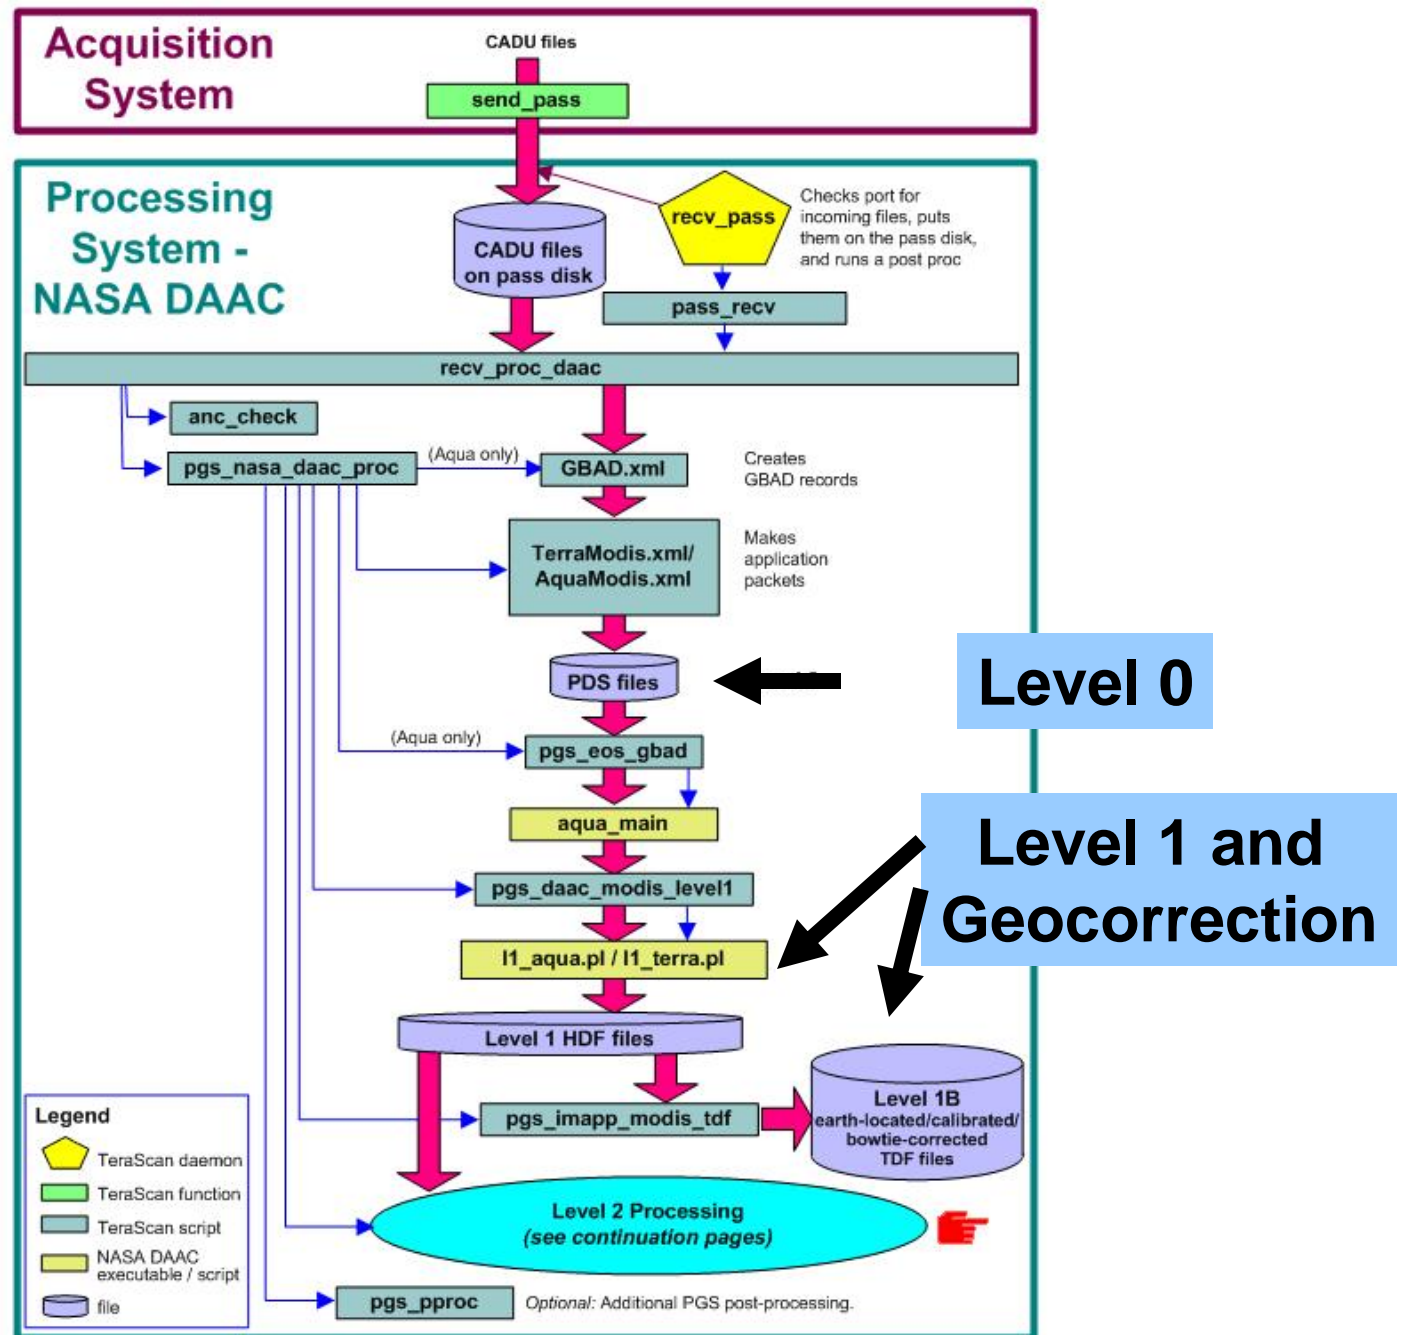 Acquisition
System
CADU files
send_pass
Processing
System -
NASA DAAC
CADU files
on pass disk
recv_pass
Checks port for
incoming files, puts
them on the pass disk,
and runs a post proc
pass_recv
recv_proc_daac
anc_check
pgs_nasa_daac_proc
(Aqua only)
GBAD.xml
Creates
GBAD records
TerraModis.xml/
AquaModis.xml
Makes
application
packets
PDS files
Level 0
(Aqua only)
pgs_eos_gbad
aqua_main
Level 1 and
Geocorrection
pgs_daac_modis_level1
l1_aqua.pl / l1_terra.pl
Level 1 HDF files
Level 1B
earth-located/calibrated/
bowtie-corrected
TDF files
pgs_imapp_modis_tdf
Legend
TeraScan daemon
TeraScan function
TeraScan script
NASA DAAC
executable / script
file
Level 2 Processing
(see continuation pages)
pgs_pproc
Optional: Additional PGS post-processing.